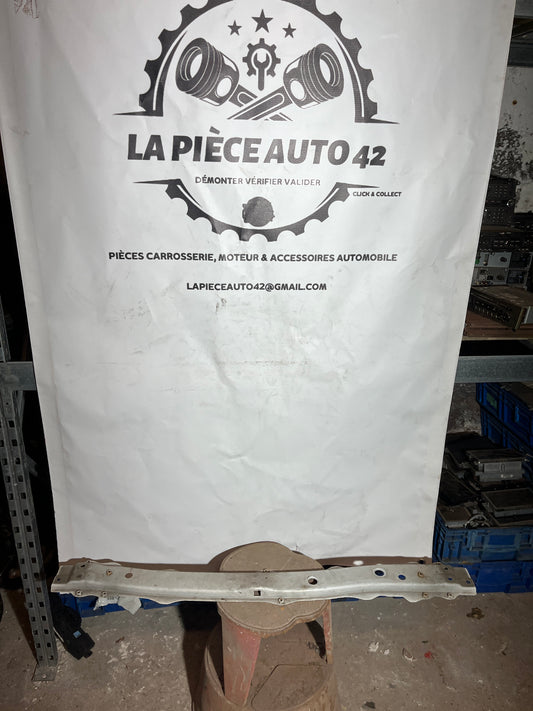 LA PIÈCE AUTO 42
DÉMONTER VÉRIFIER VALIDER
CLICK & COLLECT
PIÈCES CARROSSERIE, MOTEUR & ACCESSOIRES AUTOMOBILE
LAPIECEAUTO42@GMAIL.COM